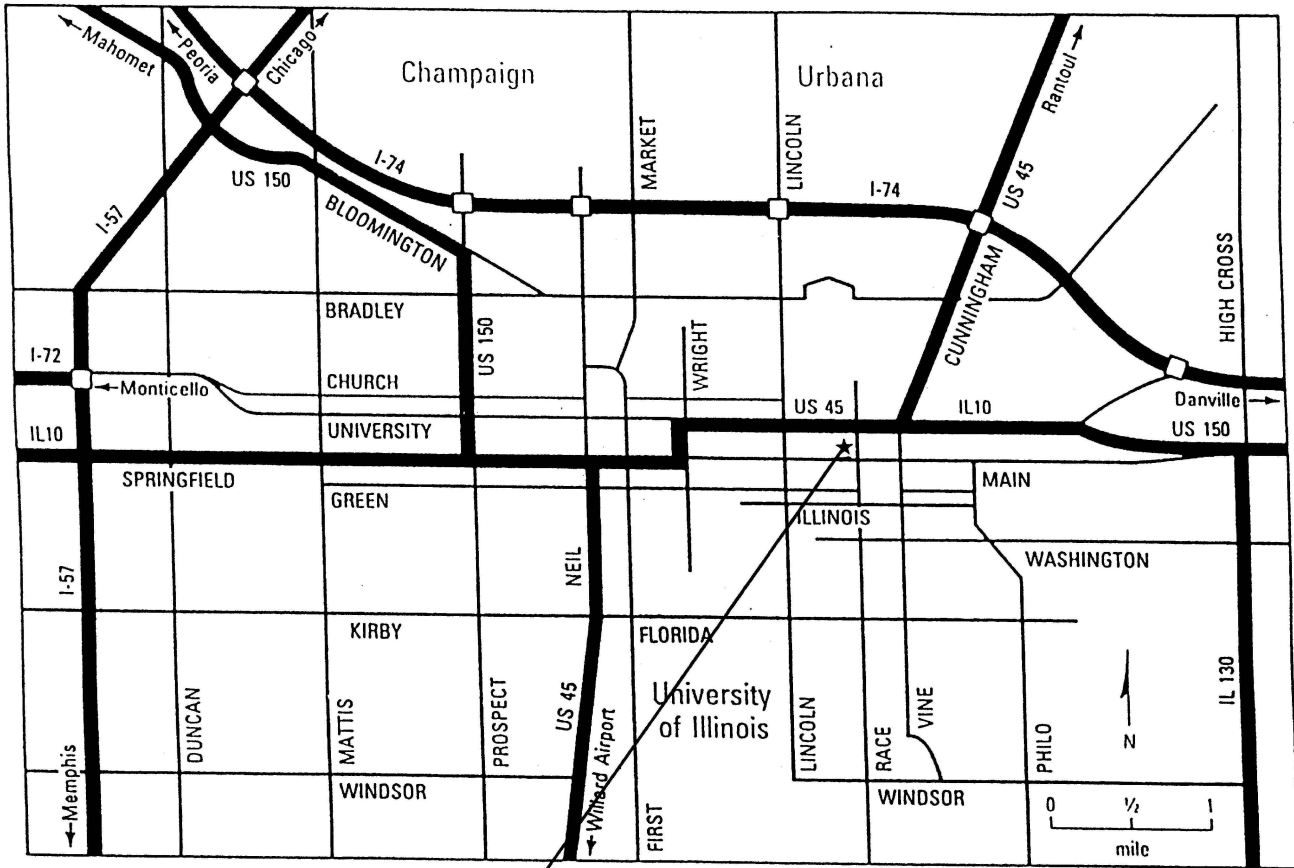 Mahomet
Peoria
Chicago
Champaign
Urbana
Rantoul
MARKET
LINCOLN
I-74
I-74
US 45
US 150
BLOOMINGTON
I-57
CUNNINGHAM
HIGH CROSS
BRADLEY
US 150
WRIGHT
I-72
Monticello
CHURCH
US 45
IL10
Danville
IL10
UNIVERSITY
US 150
SPRINGFIELD
GREEN
MAIN
ILLINOIS
WASHINGTON
I-57
NEIL
KIRBY
FLORIDA
University
of Illinois
IL 130
DUNCAN
MATTIS
PROSPECT
US 45
Willard Airport
LINCOLN
RACE
VINE
PHILO
N
Memphis
WINDSOR
FIRST
WINDSOR
0 ½ 1
mile